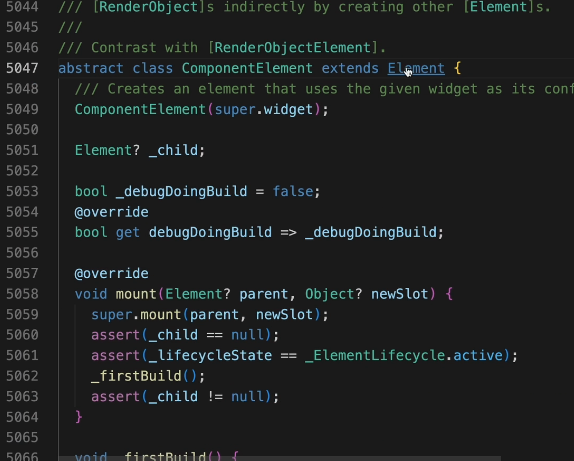 5044 /// [RenderObject]s indirectly by creating other [Element]s.
5045 ///
5046 /// Contrast with [RenderObjectElement].
5047 abstract class ComponentElement extends Element {
5048 /// Creates an element that uses the given widget as its conf
5049 ComponentElement(super.widget);
5050
5051 Element? _child;
5052
5053 bool _debugDoingBuild = false;
5054 @override
5055 bool get debugDoingBuild => _debugDoingBuild;
5056
5057 @override
5058 void mount(Element? parent, Object? newSlot) {
5059 super.mount(parent, newSlot);
5060 assert(_child == null);
5061 assert(_lifecycleState == _ElementLifecycle.active);
5062 _firstBuild();
5063 assert(_child != null);
5064 }
5065
5066 void _firstBuild() {